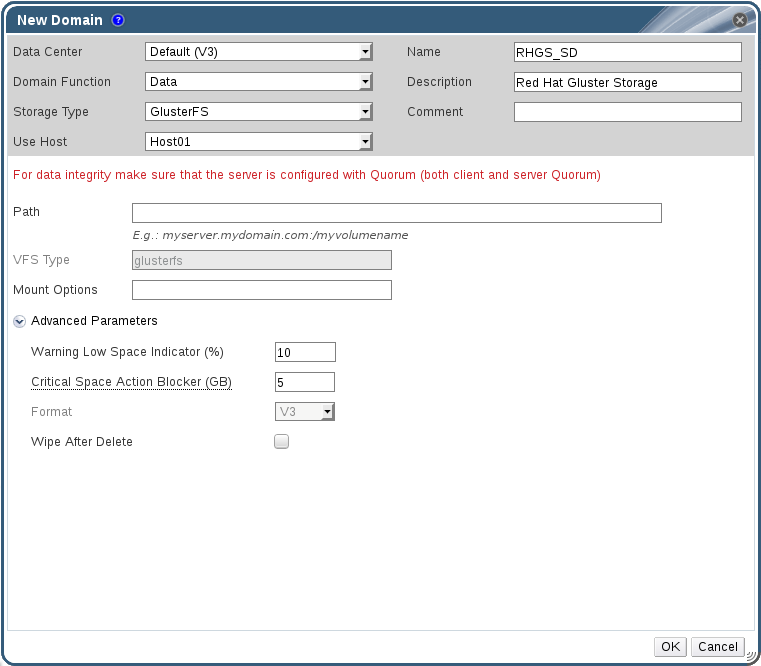 New Domain ?
Data Center Default (V3) Name RHGS_SD
Domain Function Data Description Red Hat Gluster Storage
Storage Type GlusterFS Comment
Use Host Host01
For data integrity make sure that the server is configured with Quorum (both client and server Quorum)
Path
E.g.: myserver.mydomain.com:/myvolumename
VFS Type glusterfs
Mount Options
Advanced Parameters
Warning Low Space Indicator (%) 10
Critical Space Action Blocker (GB) 5
Format V3
Wipe After Delete
OK Cancel